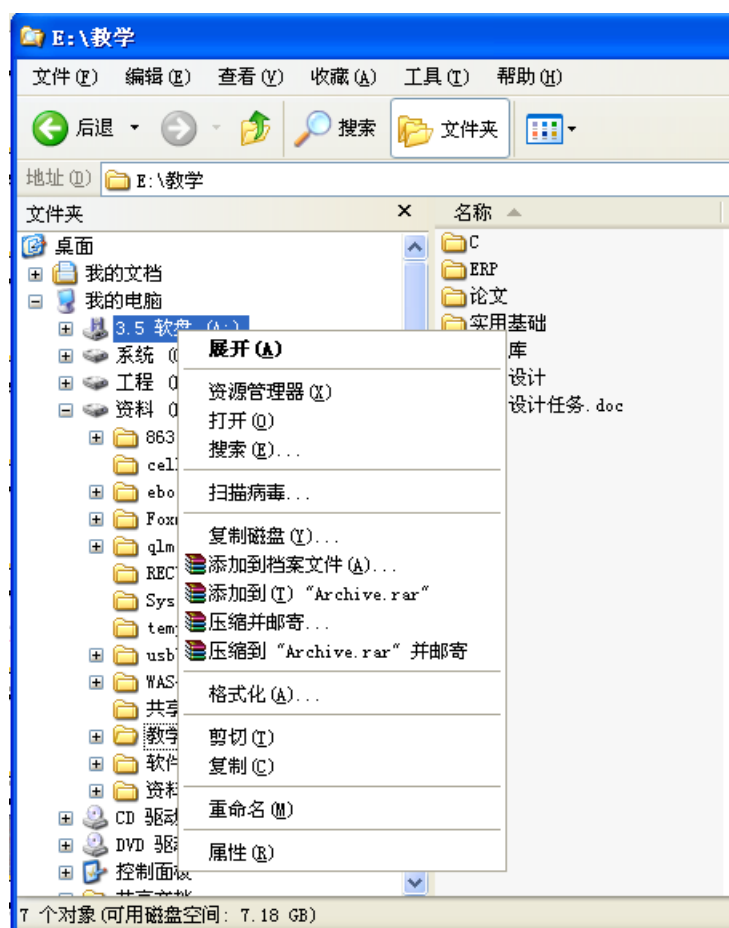 E:\教学
文件(F) 编辑(E) 查看(V) 收藏(A) 工具(T) 帮助(H)
后退 搜索 文件夹
地址(D) E:\教学
文件夹 × 名称
桌面
我的文档
我的电脑
3.5 软盘 (A:)
系统
工程
资料
863
cell
ebo
qlm
REC
Sys
usb
WAS
共享
教学
软件
资料
CD 驱动
DVD 驱
控制面板
展开(A)
资源管理器(X)
打开(O)
搜索(E)...
扫描病毒...
复制磁盘(Y)...
添加到档案文件(A)...
添加到(T) "Archive.rar"
压缩并邮寄...
压缩到 "Archive.rar" 并邮寄
格式化(A)...
剪切(T)
复制(C)
重命名(M)
属性(R)
C
ERP
论文
实用基础
库
设计
设计任务.doc
7 个对象(可用磁盘空间: 7.18 GB)